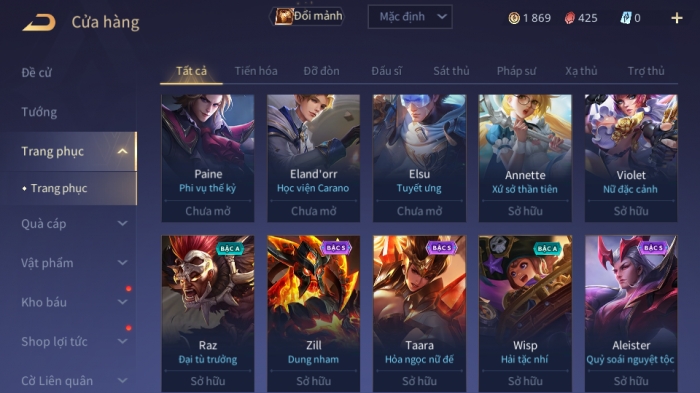 Cửa hàng
Đổi mảnh
Mặc định
1 869
425
0
Đề cử
Tướng
Trang phục
Trang phục
Quà cáp
Vật phẩm
Kho báu
Shop lợi tức
Cờ Liên quân
Tất cả
Tiến hóa
Đỡ đòn
Đấu sĩ
Sát thủ
Pháp sư
Xạ thủ
Trợ thủ
Paine
Phi vụ thế kỷ
Chưa mở
Eland'orr
Học viện Carano
Chưa mở
Elsu
Tuyết ưng
Chưa mở
Annette
Xứ sở thần tiên
Sở hữu
Violet
Nữ đặc cảnh
Sở hữu
BẬC A
Raz
Đại tù trưởng
Sở hữu
BẬC S
Zill
Dung nham
Sở hữu
BẬC S
Taara
Hỏa ngọc nữ đế
Sở hữu
BẬC A
Wisp
Hải tặc nhí
Sở hữu
BẬC S
Aleister
Quỷ soái nguyệt tộc
Sở hữu